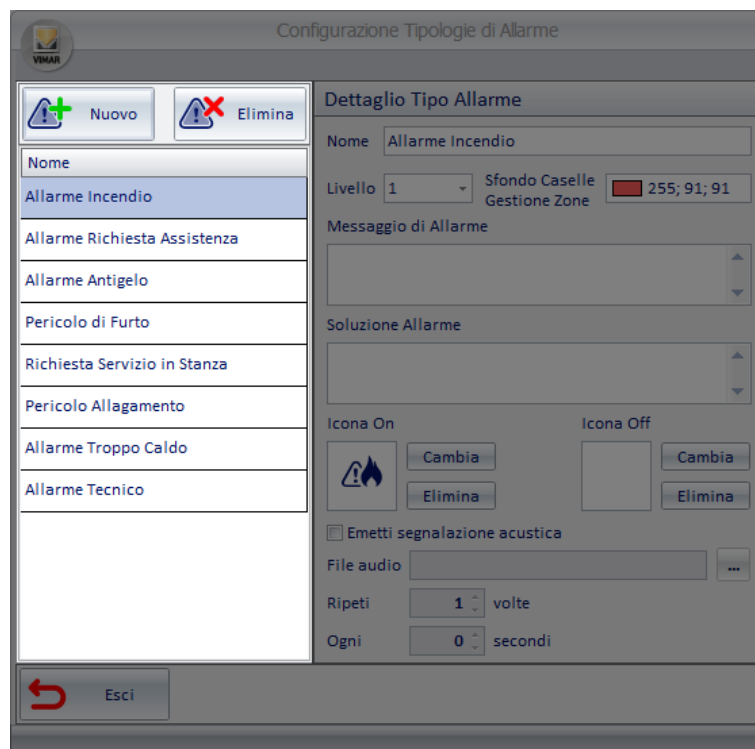 Configurazione Tipologie di Allarme
VIMAR
Nuovo
Elimina
Nome
Allarme Incendio
Allarme Richiesta Assistenza
Allarme Antigelo
Pericolo di Furto
Richiesta Servizio in Stanza
Pericolo Allagamento
Allarme Troppo Caldo
Allarme Tecnico
Dettaglio Tipo Allarme
Nome Allarme Incendio
Livello 1 Sfondo Caselle Gestione Zone 255; 91; 91
Messaggio di Allarme
Soluzione Allarme
Icona On Icona Off
Cambia Cambia
Elimina Elimina
Emetti segnalazione acustica
File audio ...
Ripeti 1 volte
Ogni 0 secondi
Esci